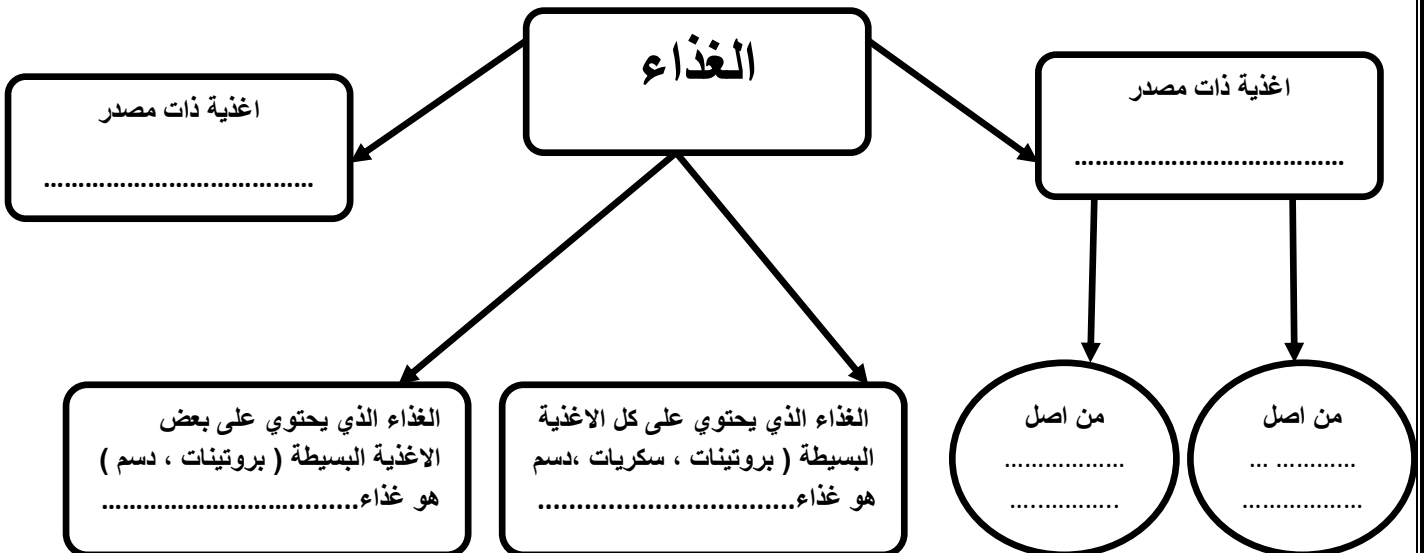 الغذاء
اغذية ذات مصدر
.......................................
اغذية ذات مصدر
.......................................
من اصل
... ............
..................
من اصل
..................
................
الغذاء الذي يحتوي على كل الاغذية
البسيطة ( بروتينات ، سكريات ،دسم
هو غذاء.................................
الغذاء الذي يحتوي على بعض
الاغذية البسيطة ( بروتينات ، دسم )
هو غذاء.................................